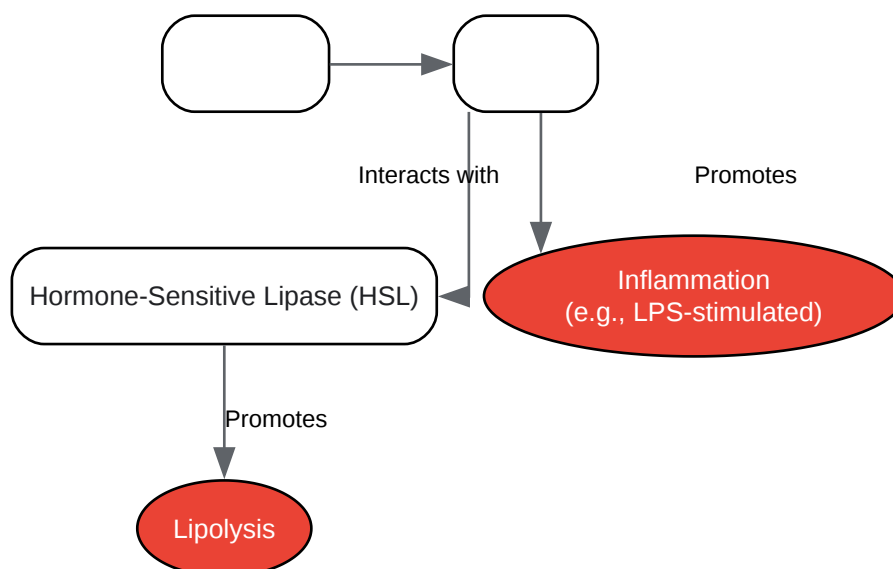 Interacts with
Promotes
Hormone-Sensitive Lipase (HSL)
Inflammation
(e.g., LPS-stimulated)
Promotes
Lipolysis